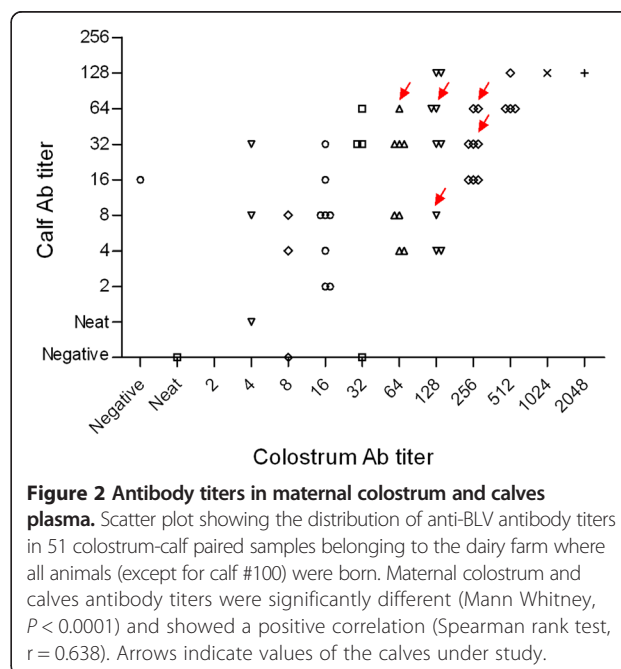 256
128
64
32
16
8
4
2
Neat
Negative
Calf Ab titer
Negative
Neat
2
4
8
16
32
64
128
256
512
1024
2048
Colostrum Ab titer
Figure 2 Antibody titers in maternal colostrum and calves
plasma. Scatter plot showing the distribution of anti-BLV antibody titers
in 51 colostrum-calf paired samples belonging to the dairy farm where
all animals (except for calf #100) were born. Maternal colostrum and
calves antibody titers were significantly different (Mann Whitney,
P < 0.0001) and showed a positive correlation (Spearman rank test,
r = 0.638). Arrows indicate values of the calves under study.